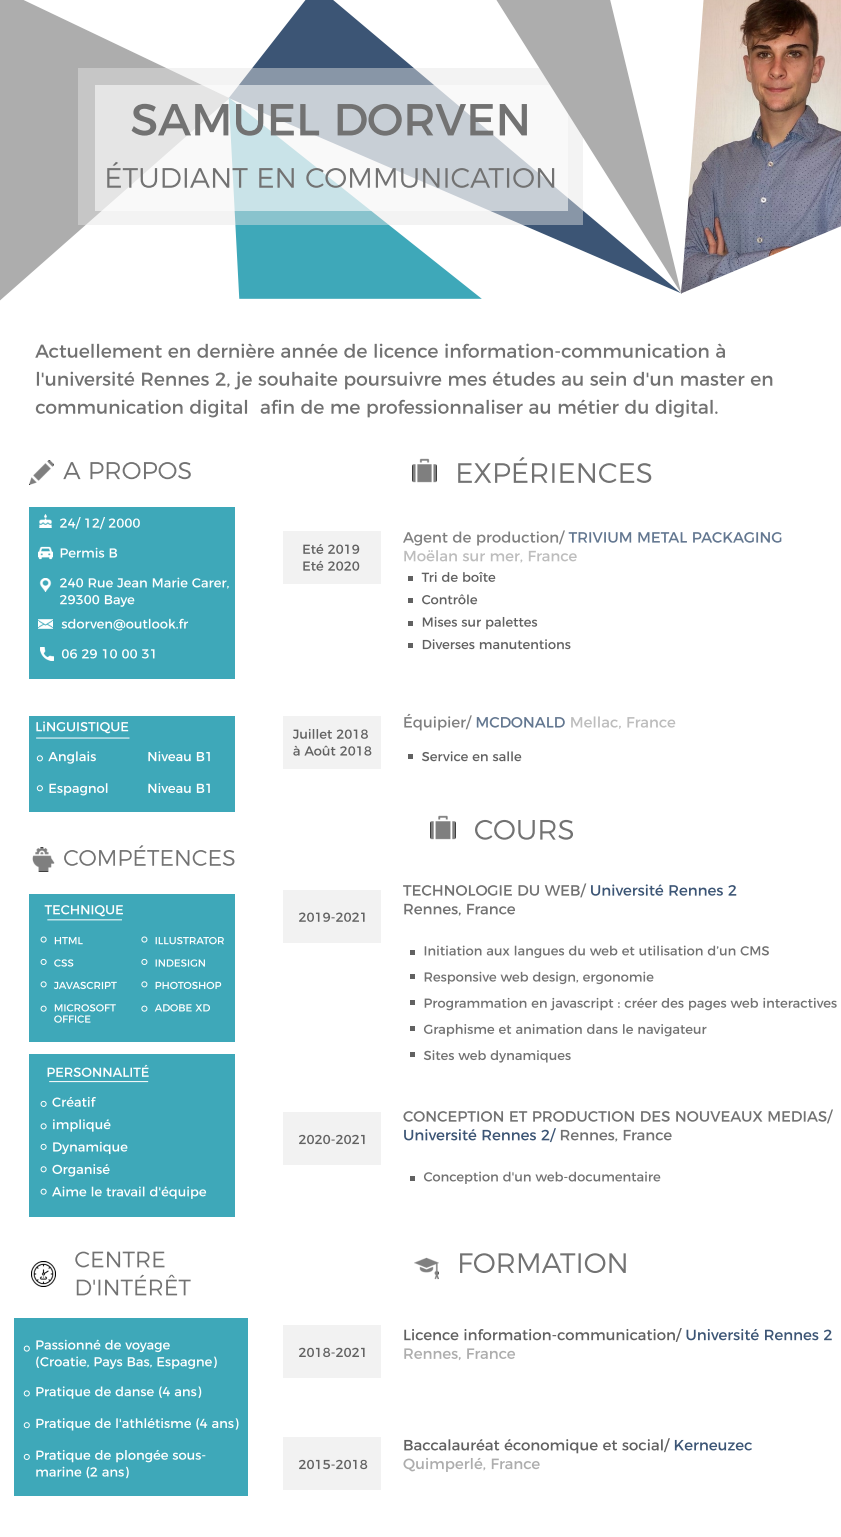 SAMUEL DORVEN
ÉTUDIANT EN COMMUNICATION
Actuellement en dernière année de licence information-communication à
l'université Rennes 2, je souhaite poursuivre mes études au sein d'un master en
communication digital  afin de me professionnaliser au métier du digital.
A PROPOS
24/ 12/ 2000
Permis B
240 Rue Jean Marie Carer,
29300 Baye
sdorven@outlook.fr
06 29 10 00 31
LiNGUISTIQUE
Anglais Niveau B1
Espagnol Niveau B1
COMPÉTENCES
TECHNIQUE
HTML
CSS
JAVASCRIPT
MICROSOFT
OFFICE
ILLUSTRATOR
INDESIGN
PHOTOSHOP
ADOBE XD
PERSONNALITÉ
Créatif
impliqué
Dynamique
Organisé
Aime le travail d'équipe
CENTRE
D'INTÉRÊT
Passionné de voyage
(Croatie, Pays Bas, Espagne)
Pratique de danse (4 ans)
Pratique de l'athlétisme (4 ans)
Pratique de plongée sous-
marine (2 ans)
EXPÉRIENCES
Eté 2019
Eté 2020
Agent de production/ TRIVIUM METAL PACKAGING
Moëlan sur mer, France
Tri de boîte
Contrôle
Mises sur palettes
Diverses manutentions
Juillet 2018
à Août 2018
Équipier/ MCDONALD Mellac, France
Service en salle
COURS
2019-2021
TECHNOLOGIE DU WEB/ Université Rennes 2
Rennes, France
Initiation aux langues du web et utilisation d'un CMS
Responsive web design, ergonomie
Programmation en javascript : créer des pages web interactives
Graphisme et animation dans le navigateur
Sites web dynamiques
2020-2021
CONCEPTION ET PRODUCTION DES NOUVEAUX MEDIAS/
Université Rennes 2/ Rennes, France
Conception d'un web-documentaire
FORMATION
2018-2021
Licence information-communication/ Université Rennes 2
Rennes, France
2015-2018
Baccalauréat économique et social/ Kerneuzec
Quimperlé, France